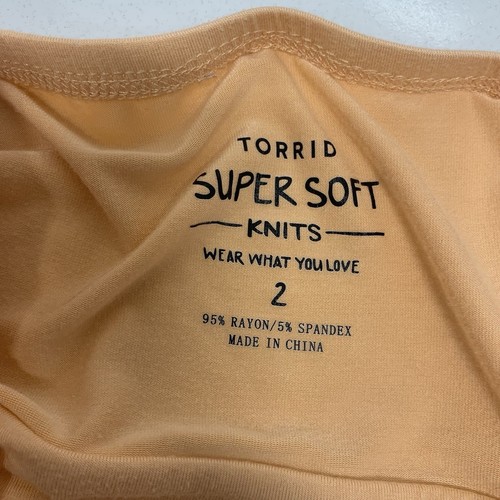 TORRID
SUPER SOFT
KNITS
WEAR WHAT YOU LOVE
2
95% RAYON/5% SPANDEX
MADE IN CHINA